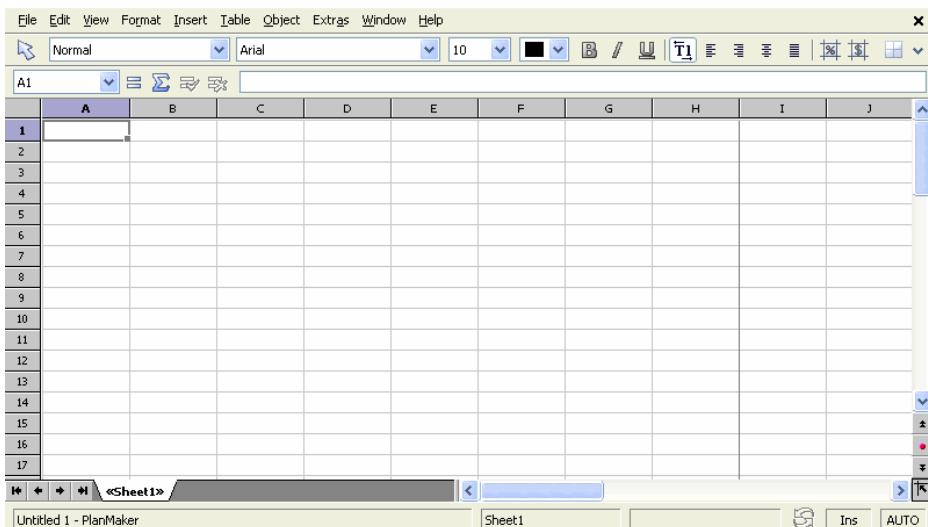 File Edit View Format Insert Table Object Extras Window Help
Normal Arial 10 B I U T1 % $
A1
A B C D E F G H I J
1
2
3
4
5
6
7
8
9
10
11
12
13
14
15
16
17
«Sheet1»
Untitled 1 - PlanMaker Sheet1 Ins AUTO